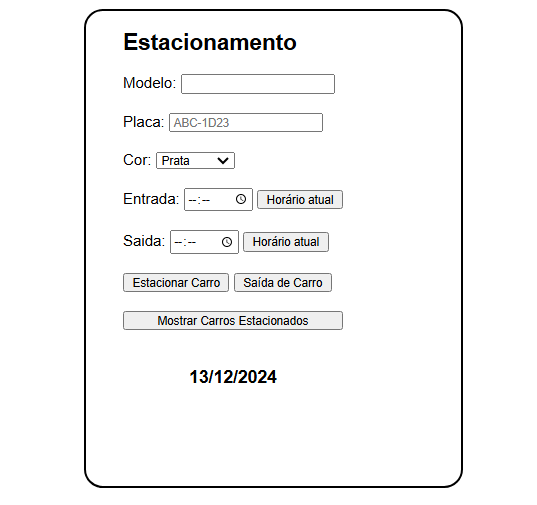 Estacionamento
Modelo:
Placa: ABC-1D23
Cor: Prata
Entrada: --:-- Horário atual
Saida: --:-- Horário atual
Estacionar Carro Saída de Carro
Mostrar Carros Estacionados
13/12/2024